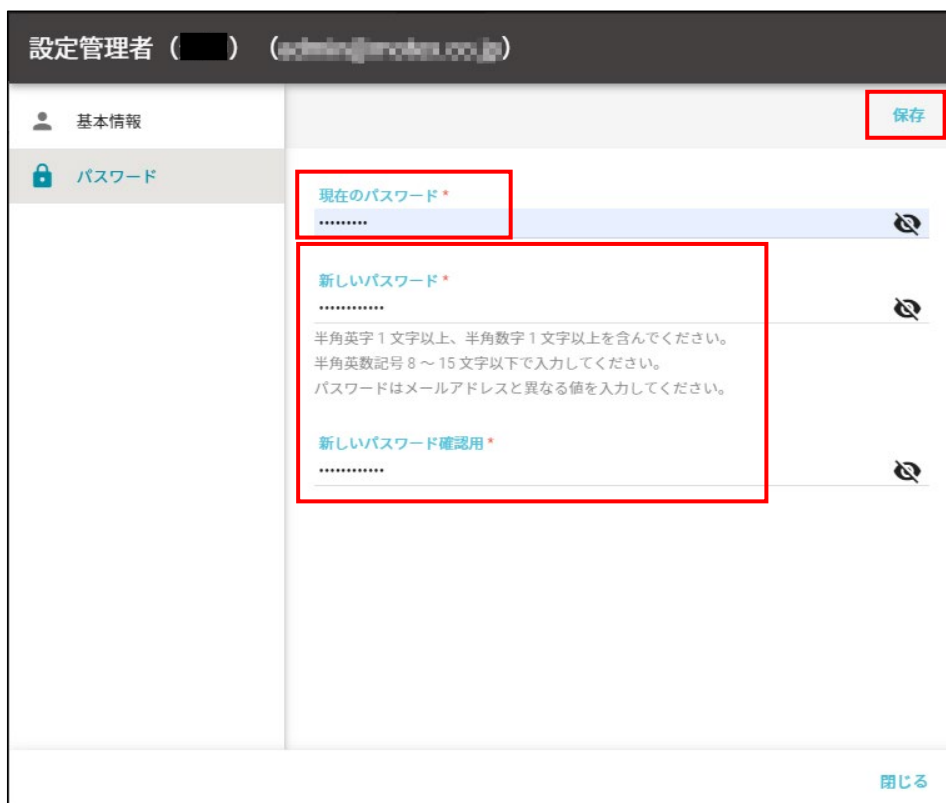 設定管理者（　　）（　　）
基本情報
保存
パスワード
現在のパスワード *
•••••••••
新しいパスワード *
••••••••••••
半角英字１文字以上、半角数字１文字以上を含んでください。
半角英数記号 8 ～ 15 文字以下で入力してください。
パスワードはメールアドレスと異なる値を入力してください。
新しいパスワード確認用 *
••••••••••••
閉じる